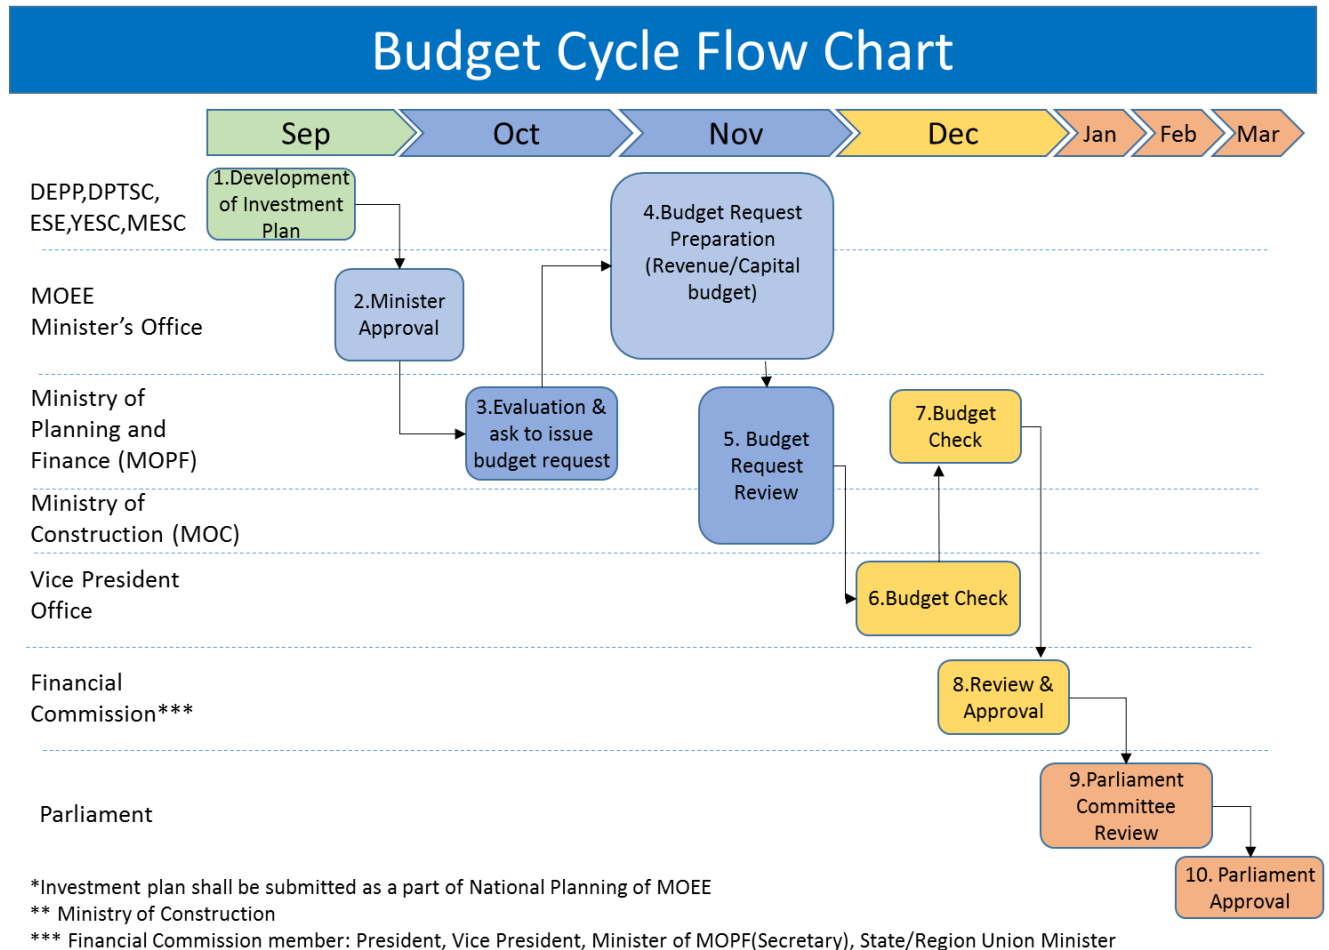 Budget Cycle Flow Chart
Sep
Oct
Nov
Dec
Jan
Feb
Mar
DEPP,DPTSC,
ESE,YESC,MESC
1.Development
of Investment
Plan
4.Budget Request
Preparation
(Revenue/Capital
budget)
MOEE
Minister's Office
2.Minister
Approval
Ministry of
Planning and
Finance (MOPF)
3.Evaluation &
ask to issue
budget request
5. Budget
Request
Review
7.Budget
Check
Ministry of
Construction (MOC)
Vice President
Office
6.Budget Check
Financial
Commission***
8.Review &
Approval
Parliament
9.Parliament
Committee
Review
10. Parliament
Approval
*Investment plan shall be submitted as a part of National Planning of MOEE
** Ministry of Construction
*** Financial Commission member: President, Vice President, Minister of MOPF(Secretary), State/Region Union Minister